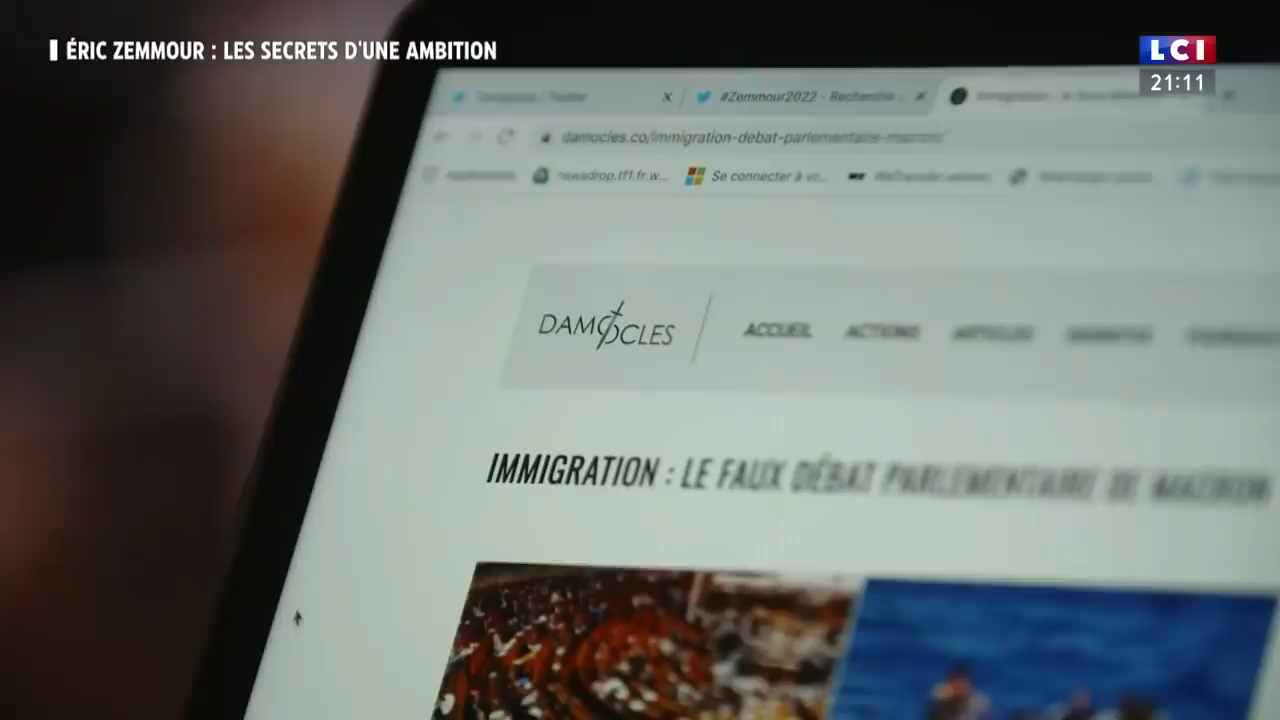 ÉRIC ZEMMOUR : LES SECRETS D'UNE AMBITION
LCI
21:11
#Zemmour2022 - Recherche
damocles.co/immigration-debat-parlementaire-macron/
newsdrop.tf1.fr.w...
Se connecter à vo...
DAMOCLES
ACCUEIL ACTIONS ARTICLES
IMMIGRATION : LE FAUX DÉBAT PARLEMENTAIRE DE MACRON